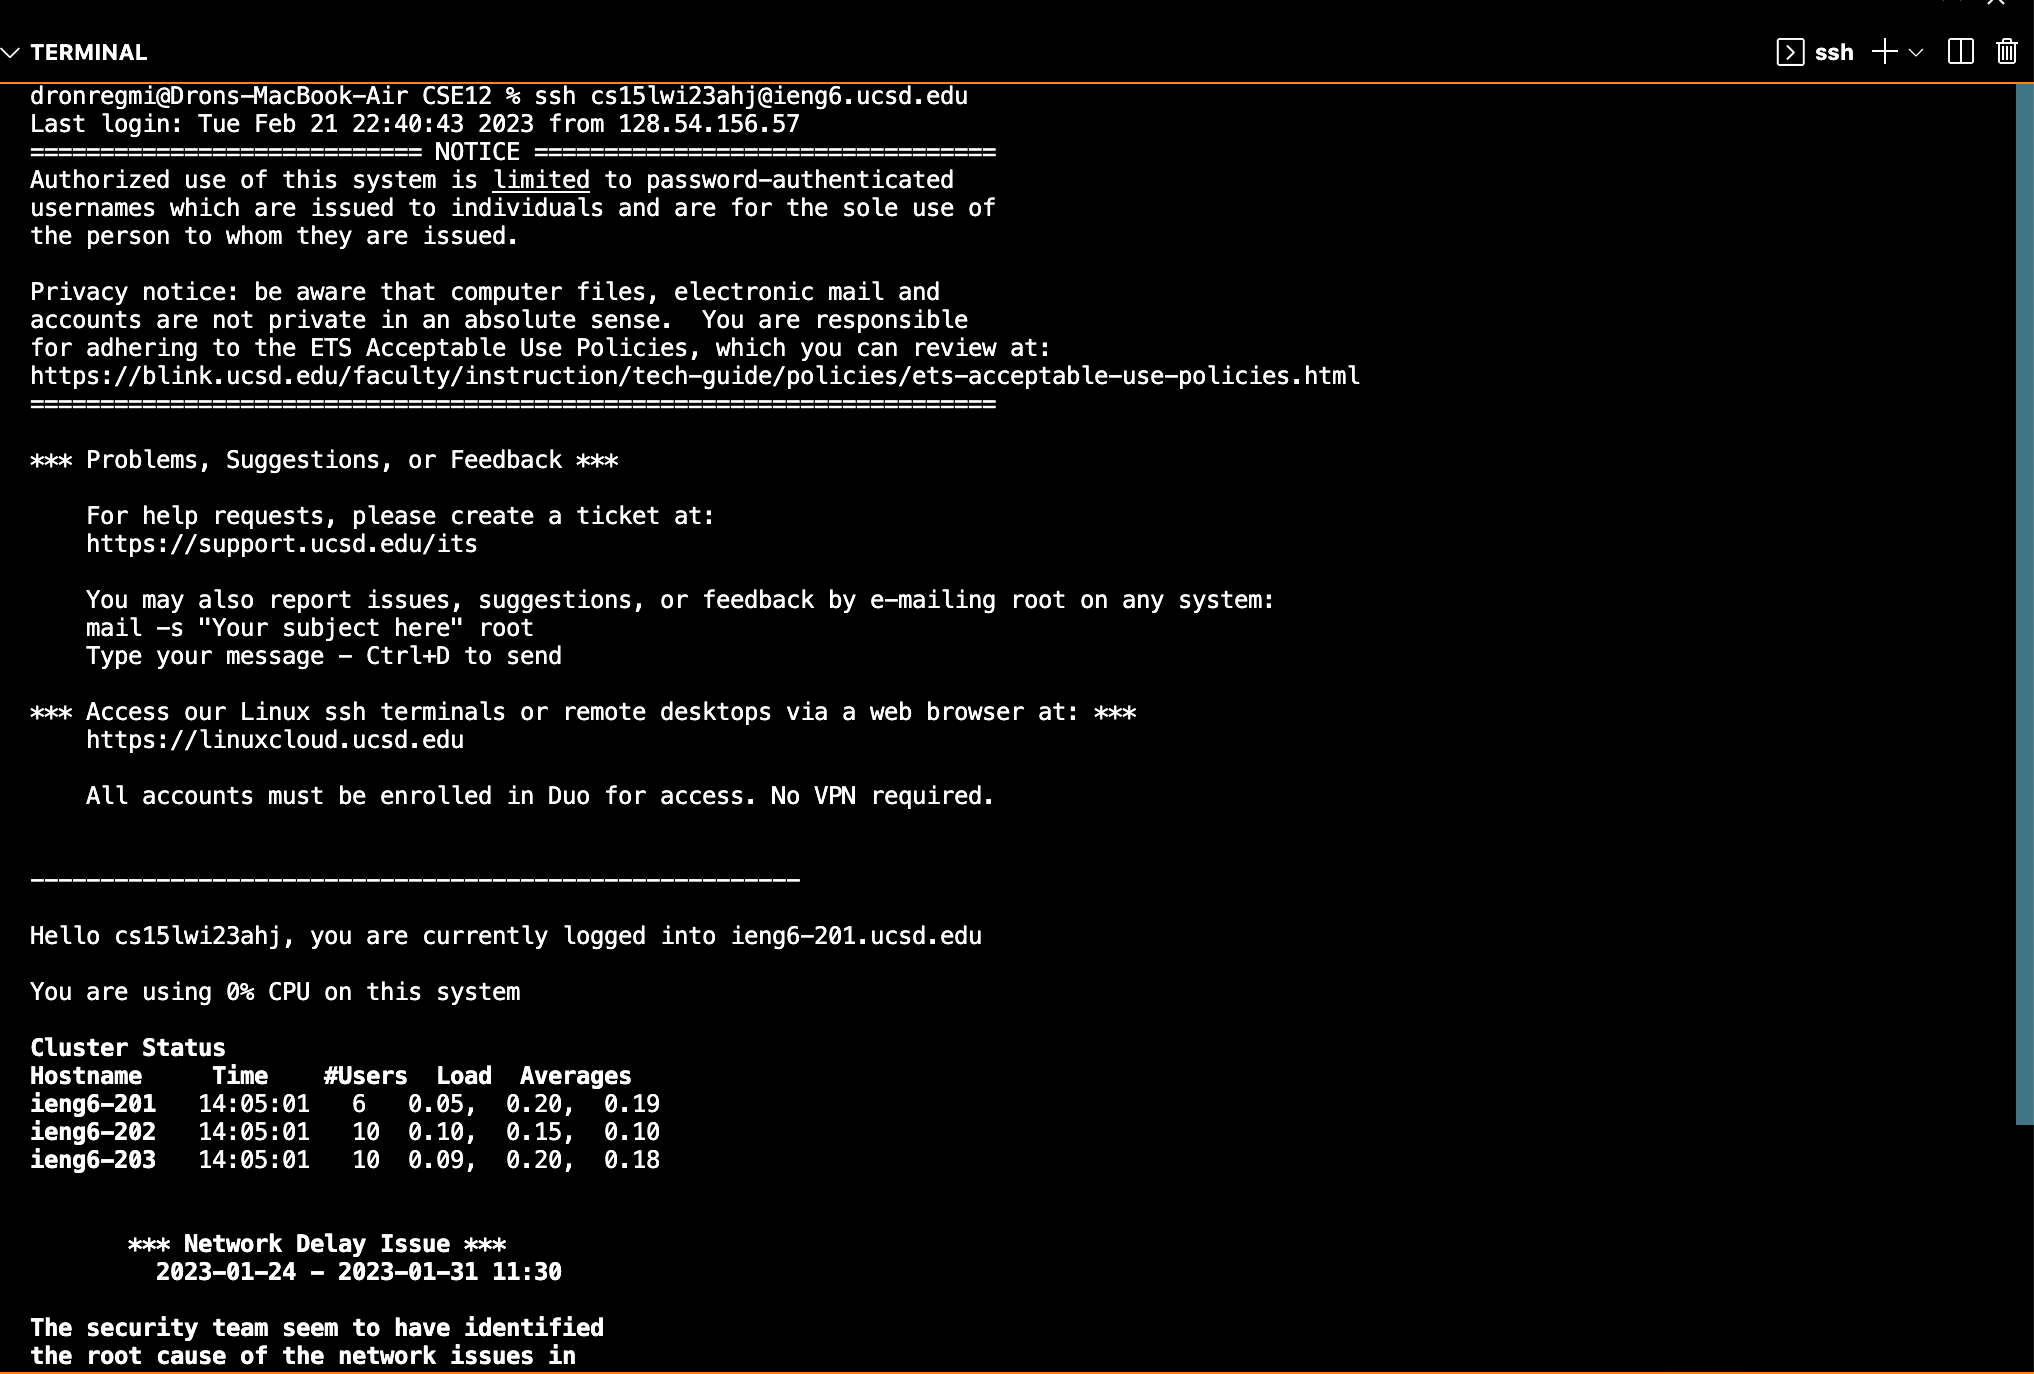 TERMINAL
ssh
dronregmi@Drons-MacBook-Air CSE12 % ssh cs15lwi23ahj@ieng6.ucsd.edu
Last login: Tue Feb 21 22:40:43 2023 from 128.54.156.57
============================ NOTICE =================================
Authorized use of this system is limited to password-authenticated
usernames which are issued to individuals and are for the sole use of
the person to whom they are issued.
Privacy notice: be aware that computer files, electronic mail and
accounts are not private in an absolute sense.  You are responsible
for adhering to the ETS Acceptable Use Policies, which you can review at:
https://blink.ucsd.edu/faculty/instruction/tech-guide/policies/ets-acceptable-use-policies.html
=====================================================================
*** Problems, Suggestions, or Feedback ***
    For help requests, please create a ticket at:
    https://support.ucsd.edu/its
    You may also report issues, suggestions, or feedback by e-mailing root on any system:
    mail -s "Your subject here" root
    Type your message - Ctrl+D to send
*** Access our Linux ssh terminals or remote desktops via a web browser at: ***
    https://linuxcloud.ucsd.edu
    All accounts must be enrolled in Duo for access. No VPN required.
-------------------------------------------------------
Hello cs15lwi23ahj, you are currently logged into ieng6-201.ucsd.edu
You are using 0% CPU on this system
Cluster Status
Hostname     Time    #Users  Load  Averages
ieng6-201   14:05:01   6   0.05,  0.20,  0.19
ieng6-202   14:05:01   10  0.10,  0.15,  0.10
ieng6-203   14:05:01   10  0.09,  0.20,  0.18
       *** Network Delay Issue ***
         2023-01-24 - 2023-01-31 11:30
The security team seem to have identified
the root cause of the network issues in